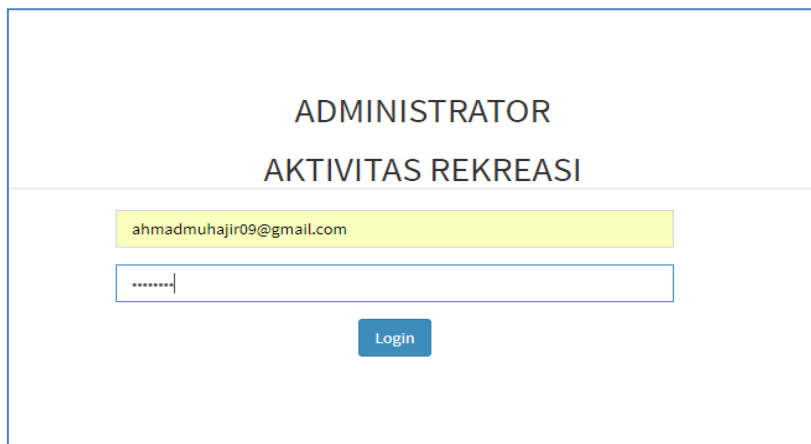 ADMINISTRATOR
AKTIVITAS REKREASI
ahmadmuhajir09@gmail.com
••••••••
Login